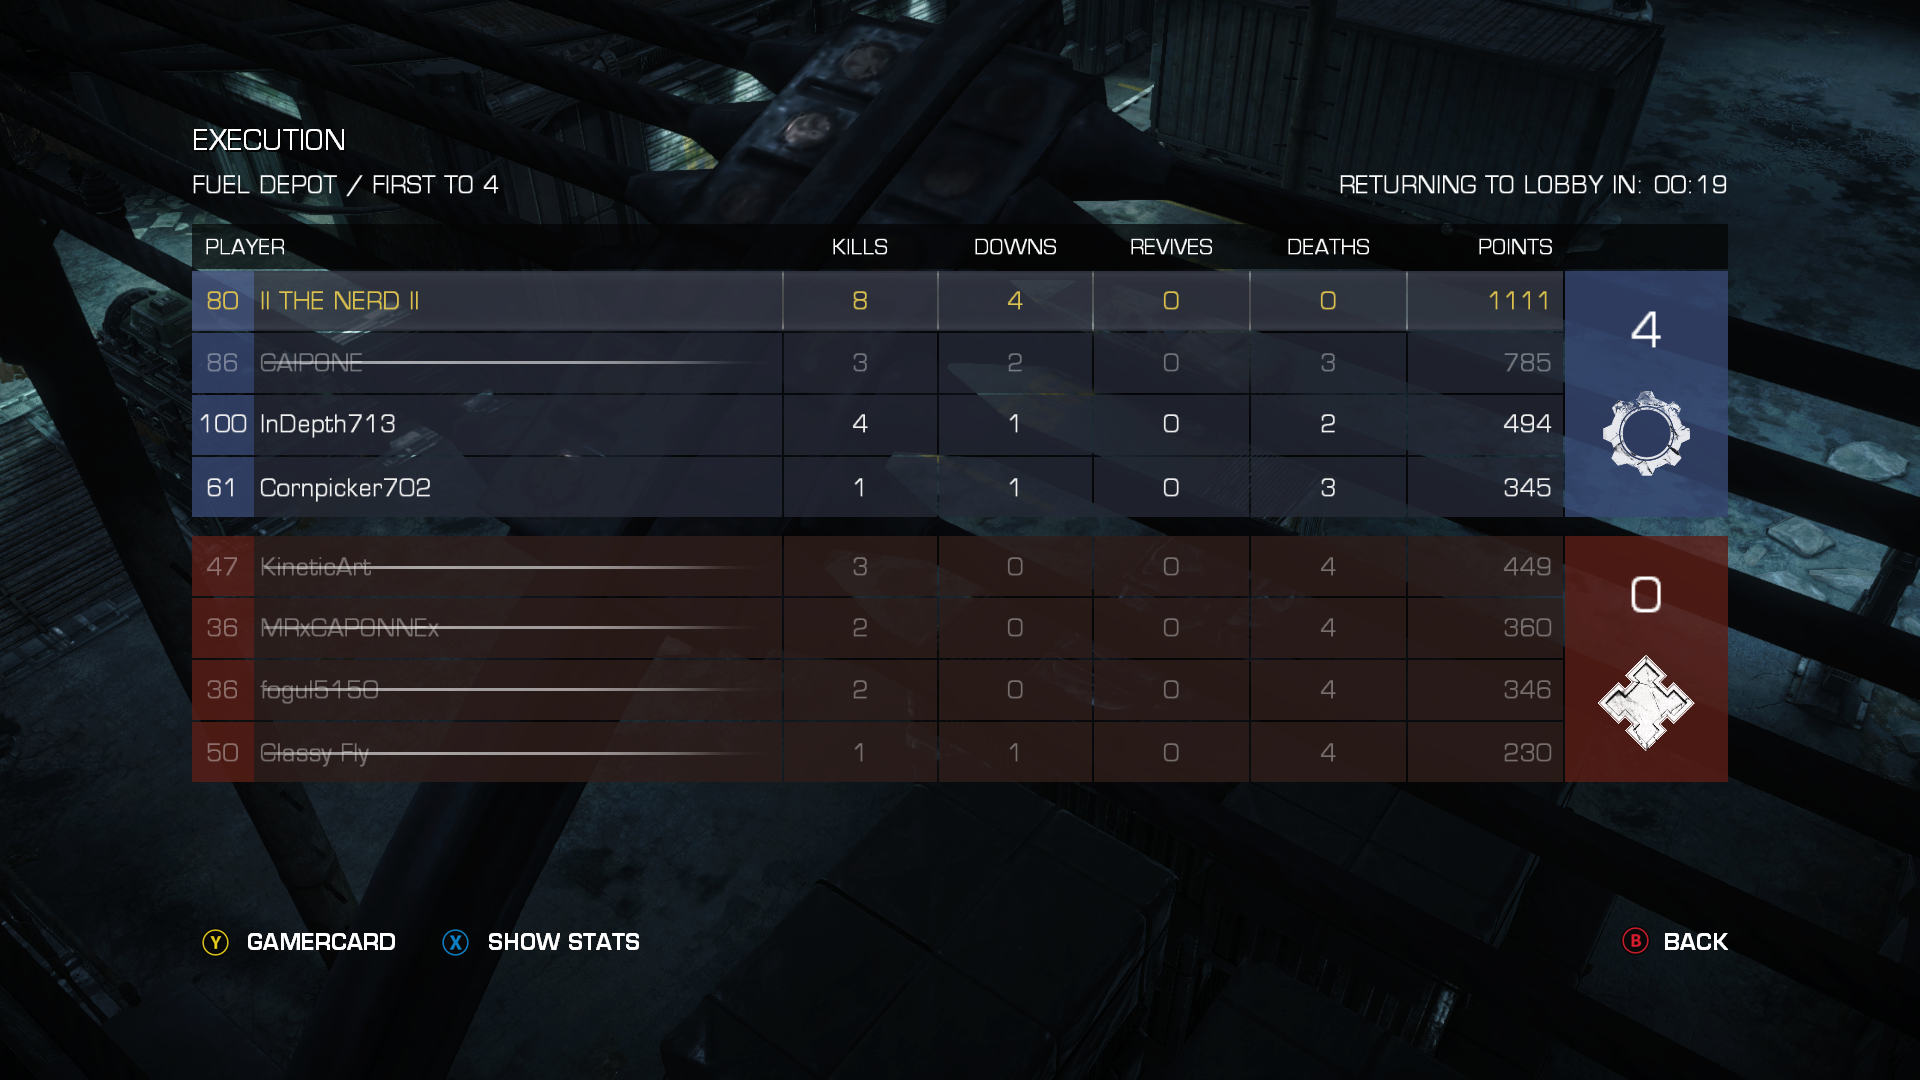 EXECUTION
FUEL DEPOT / FIRST TO 4
RETURNING TO LOBBY IN: 00:19
PLAYER KILLS DOWNS REVIVES DEATHS POINTS
80 II THE NERD II 8 4 0 0 1111
86 CAIPONE 3 2 0 3 785
100 InDepth713 4 1 0 2 494
61 Cornpicker702 1 1 0 3 345
4
47 KineticArt 3 0 0 4 449
36 MRxCAPONNEx 2 0 0 4 360
36 fogul5150 2 0 0 4 346
50 Classy Fly 1 1 0 4 230
0
Y GAMERCARD X SHOW STATS B BACK